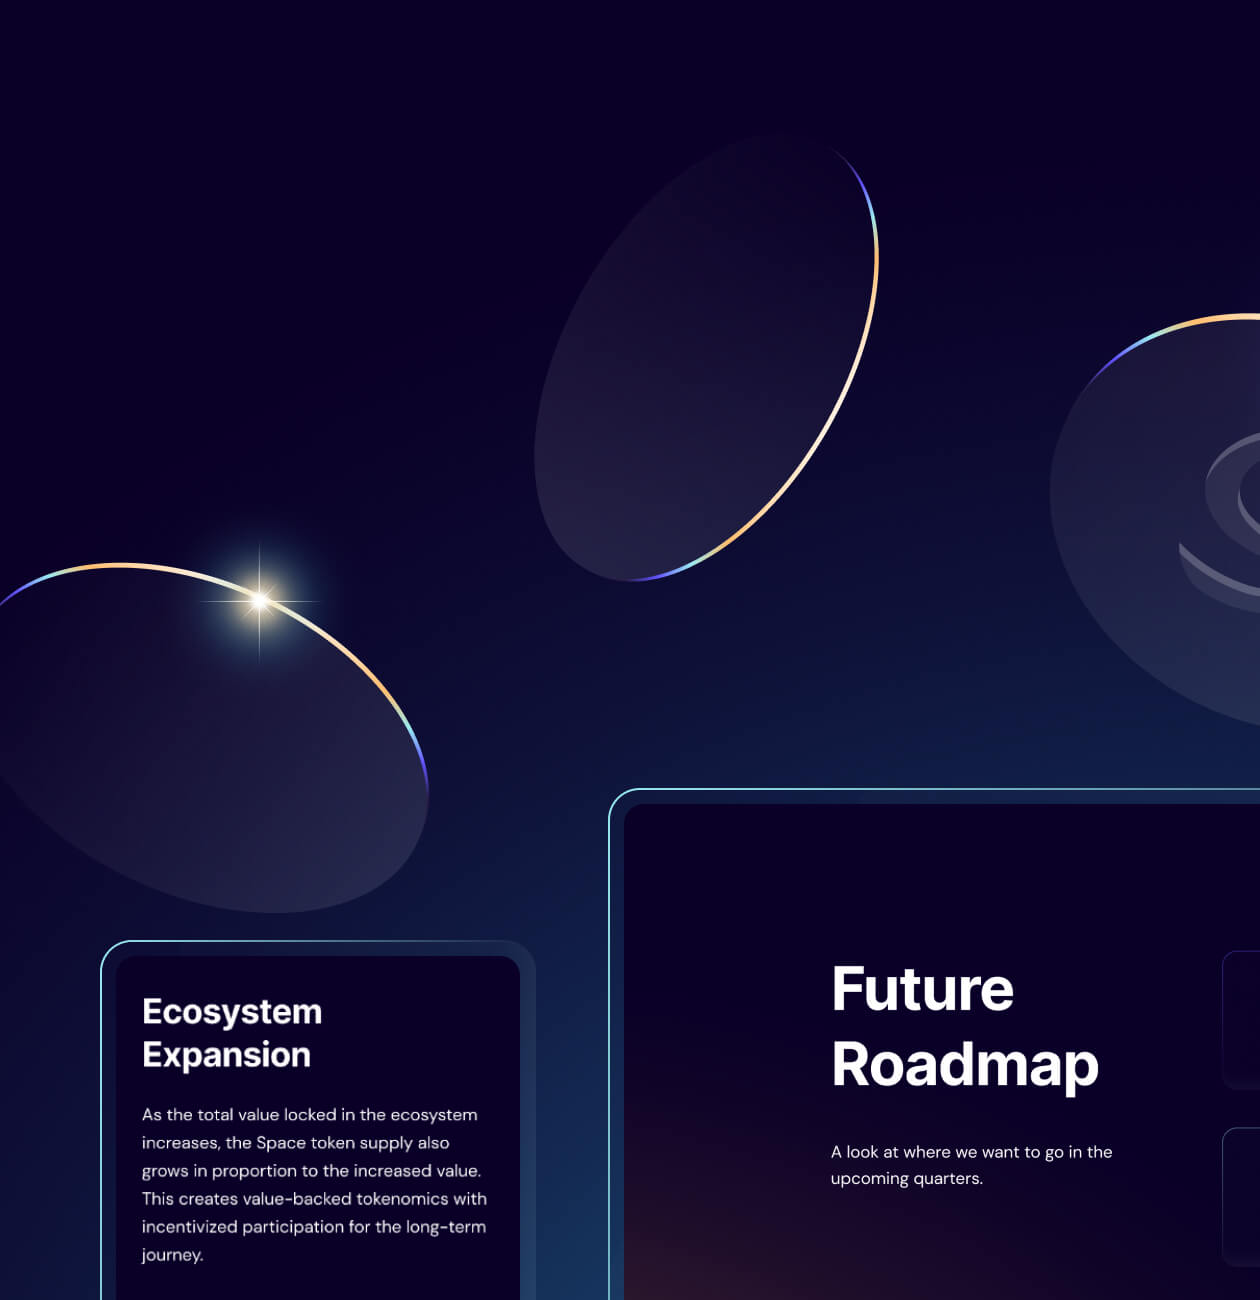 Ecosystem
Expansion
As the total value locked in the ecosystem
increases, the Space token supply also
grows in proportion to the increased value.
This creates value-backed tokenomics with
incentivized participation for the long-term
journey.
Future
Roadmap
A look at where we want to go in the
upcoming quarters.